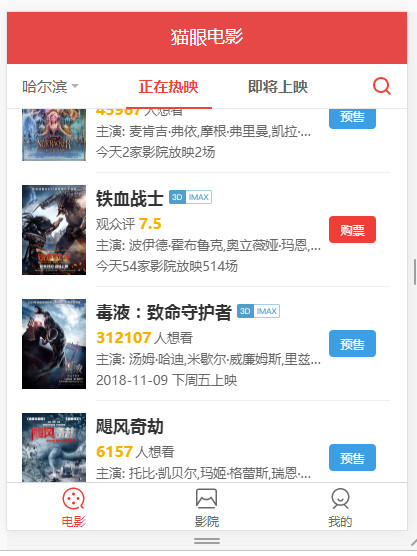 猫眼电影
哈尔滨 正在热映 即将上映
45967 人想看
预售
主演: 麦肯吉·弗依,摩根·弗里曼,凯拉·...
今天2家影院放映2场
铁血战士 3D IMAX
观众评 7.5
购票
主演: 波伊德·霍布鲁克,奥立薇娅·玛恩,...
今天54家影院放映514场
毒液：致命守护者 3D IMAX
312107 人想看
预售
主演: 汤姆·哈迪,米歇尔·威廉姆斯,里兹...
2018-11-09 下周五上映
飓风奇劫
6157 人想看
预售
主演: 托比·凯贝尔,玛姬·格蕾斯,瑞恩·...
电影 影院 我的